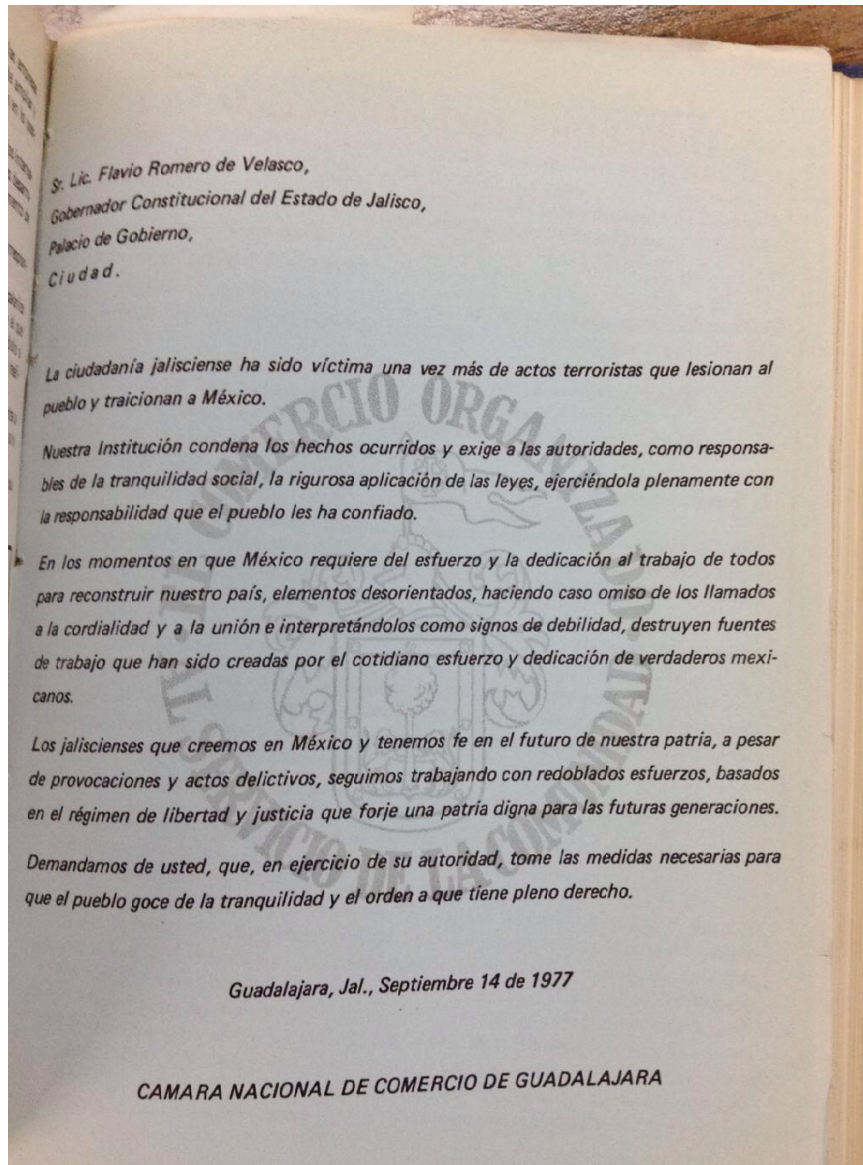 Sr. Lic. Flavio Romero de Velasco,
Gobernador Constitucional del Estado de Jalisco,
Palacio de Gobierno,
Ciudad.
La ciudadanía jalisciense ha sido víctima una vez más de actos terroristas que lesionan al
pueblo y traicionan a México.
Nuestra Institución condena los hechos ocurridos y exige a las autoridades, como responsa-
bles de la tranquilidad social, la rigurosa aplicación de las leyes, ejerciéndola plenamente con
la responsabilidad que el pueblo les ha confiado.
En los momentos en que México requiere del esfuerzo y la dedicación al trabajo de todos
para reconstruir nuestro país, elementos desorientados, haciendo caso omiso de los llamados
a la cordialidad y a la unión e interpretándolos como signos de debilidad, destruyen fuentes
de trabajo que han sido creadas por el cotidiano esfuerzo y dedicación de verdaderos mexi-
canos.
Los jaliscienses que creemos en México y tenemos fe en el futuro de nuestra patria, a pesar
de provocaciones y actos delictivos, seguimos trabajando con redoblados esfuerzos, basados
en el régimen de libertad y justicia que forje una patria digna para las futuras generaciones.
Demandamos de usted, que, en ejercicio de su autoridad, tome las medidas necesarias para
que el pueblo goce de la tranquilidad y el orden a que tiene pleno derecho.
Guadalajara, Jal., Septiembre 14 de 1977
CAMARA NACIONAL DE COMERCIO DE GUADALAJARA
EL COMERCIO ORGANIZADO
AL SERVICIO DE LA COMUNIDAD